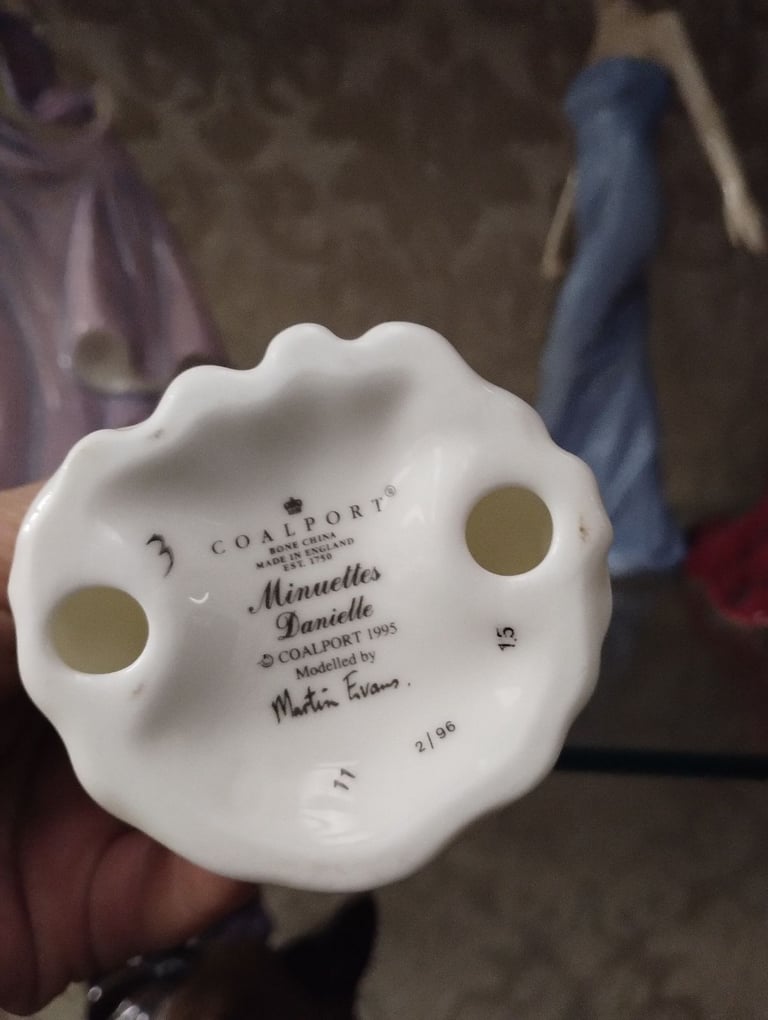 3
COALPORT®
BONE CHINA
MADE IN ENGLAND
EST. 1750
Minuettes
Danielle
© COALPORT 1995
Modelled by
Martin Evans.
15
2/96
11